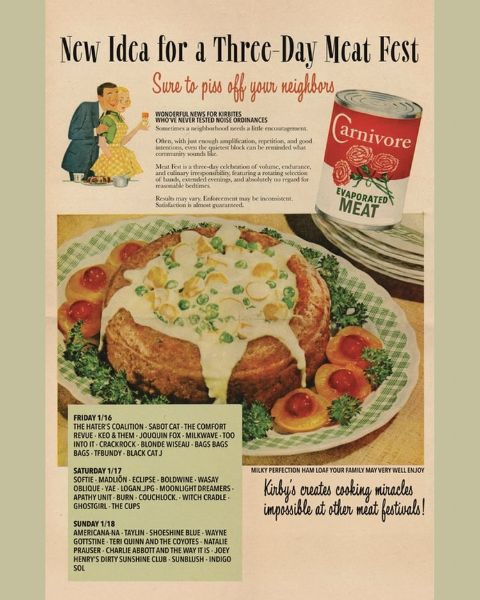 New Idea for a Three-Day Meat Fest
Sure to piss off your neighbors
WONDERFUL NEWS FOR KIRBITES
WHO'VE NEVER TESTED NOISE ORDINANCES
Sometimes a neighborhood needs a little encouragement.
Often, with just enough amplification, repetition, and good
intentions, even the quietest block can be reminded what
community sounds like.
Meat Fest is a three-day celebration of volume, endurance,
and culinary irresponsibility, featuring a rotating selection
of bands, extended evenings, and absolutely no regard for
reasonable bedtimes.
Results may vary. Enforcement may be inconsistent.
Satisfaction is almost guaranteed.
Carnivore
EVAPORATED
MEAT
FRIDAY 1/16
THE HATER'S COALITION · SABOT CAT · THE COMFORT
REVUE · KEO & THEM · JOUQUIN FOX · MILKWAVE · TOO
INTO IT · CRACKROCK · BLONDE WISEAU · BAGS BAGS
BAGS · TFBUNDY · BLACK CAT J
SATURDAY 1/17
SOFTIE · MADLIÖN · ECLIPSE · BOLDWINE · WASAY
OBLIQUE · YAE · LOGAN.JPG · MOONLIGHT DREAMERS ·
APATHY UNIT · BURN · COUCHLOCK. · WITCH CRADLE ·
GHOSTGIRL · THE CUPS
SUNDAY 1/18
AMERICANA-NA · TAYLIN · SHOESHINE BLUE · WAYNE
GOTTSTINE · TERI QUINN AND THE COYOTES · NATALIE
PRAUSER · CHARLIE ABBOTT AND THE WAY IT IS · JOEY
HENRY'S DIRTY SUNSHINE CLUB · SUNBLUSH · INDIGO
SOL
MILKY PERFECTION HAM LOAF YOUR FAMILY MAY VERY WELL ENJOY
Kirby's creates cooking miracles
impossible at other meat festivals!